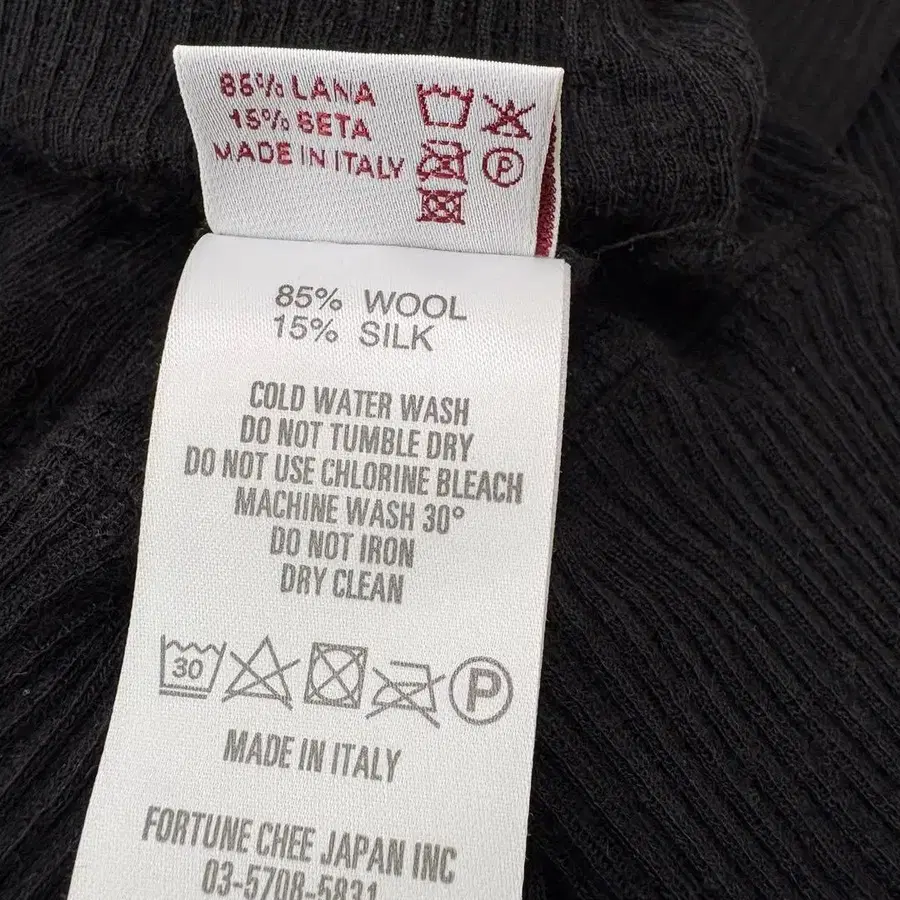 85% LANA
15% SETA
MADE IN ITALY
P
85% WOOL
15% SILK
COLD WATER WASH
DO NOT TUMBLE DRY
DO NOT USE CHLORINE BLEACH
MACHINE WASH 30°
DO NOT IRON
DRY CLEAN
30 P
MADE IN ITALY
FORTUNE CHEE JAPAN INC
03-5708-5831